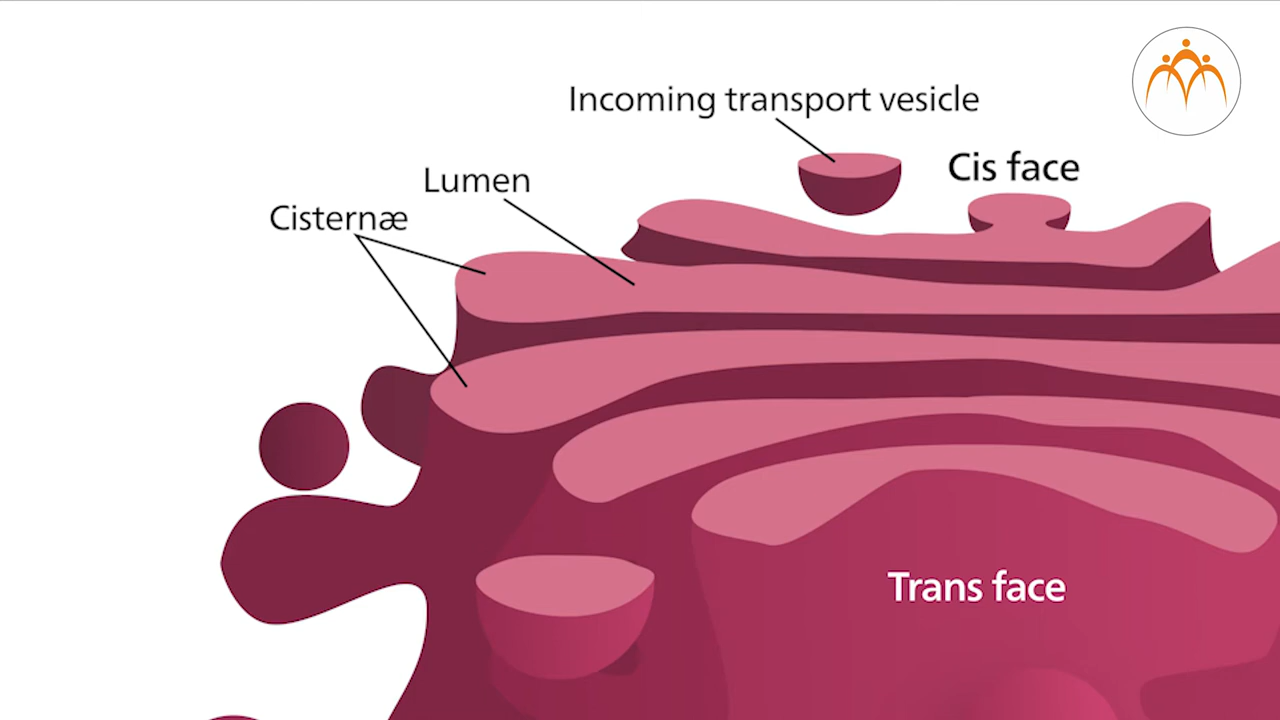 Incoming transport vesicle
Cis face
Lumen
Cisternæ
Trans face